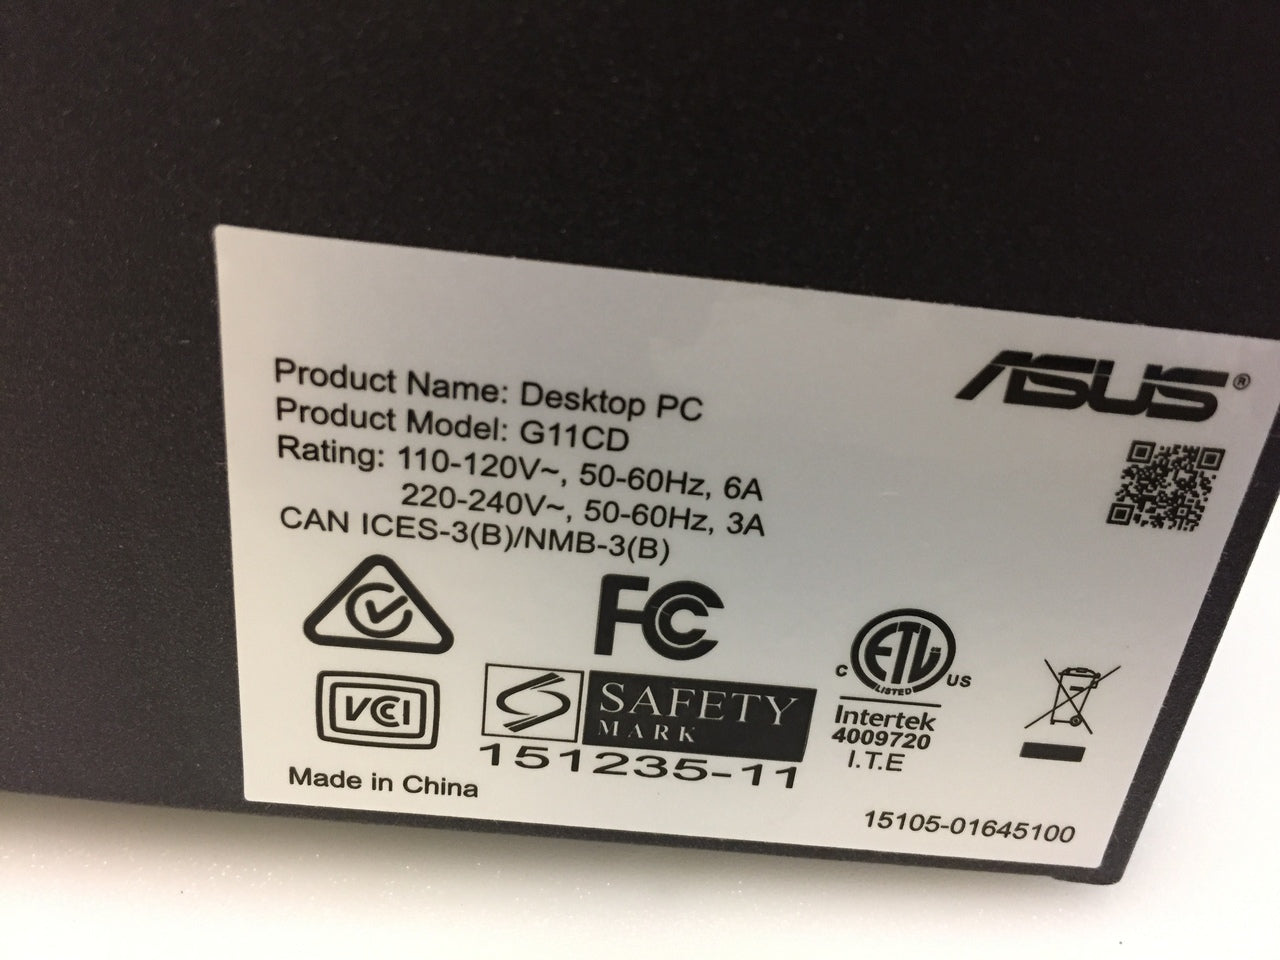 ASUS®
Product Name: Desktop PC
Product Model: G11CD
Rating: 110-120V~, 50-60Hz, 6A
220-240V~, 50-60Hz, 3A
CAN ICES-3(B)/NMB-3(B)
FC
ETL
LISTED
C US
Intertek
4009720
I.T.E
VCI
S SAFETY
MARK
151235-11
Made in China
15105-01645100